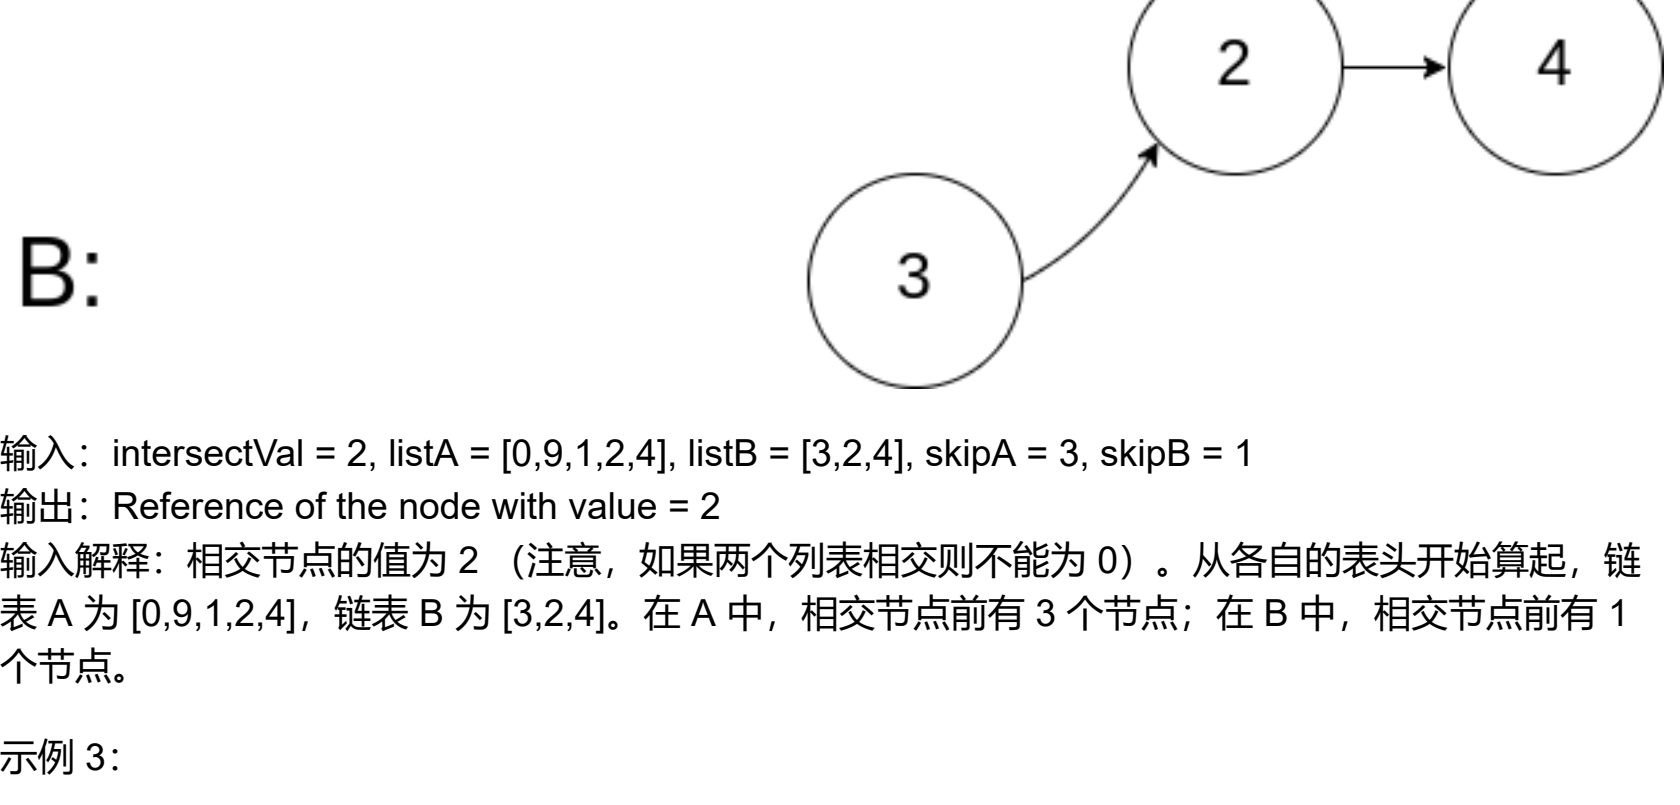 2
4
3
B:
输入：intersectVal = 2, listA = [0,9,1,2,4], listB = [3,2,4], skipA = 3, skipB = 1
输出：Reference of the node with value = 2
输入解释：相交节点的值为 2 （注意，如果两个列表相交则不能为 0）。从各自的表头开始算起，链
表 A 为 [0,9,1,2,4]，链表 B 为 [3,2,4]。在 A 中，相交节点前有 3 个节点；在 B 中，相交节点前有 1
个节点。
示例 3：